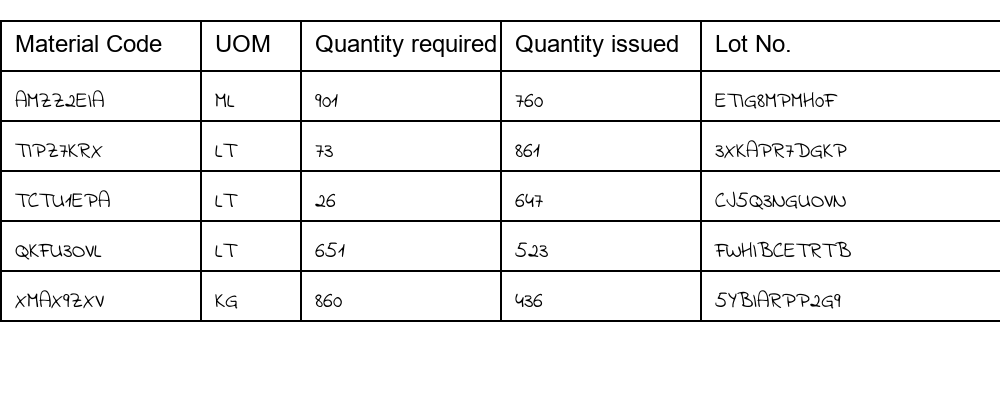 Material Code UOM Quantity required Quantity issued Lot No.
AMZZ2EIA ML 901 760 ETIG8MPMH0F
TIPZ7KRX LT 73 861 3XKAPR7DGKP
TCTU1EPA LT 26 647 CJ5Q3NGUOVN
QKFU3OVL LT 651 523 FWHIBCETRTB
XMAX9ZXV KG 860 436 5YBIARPP2G9